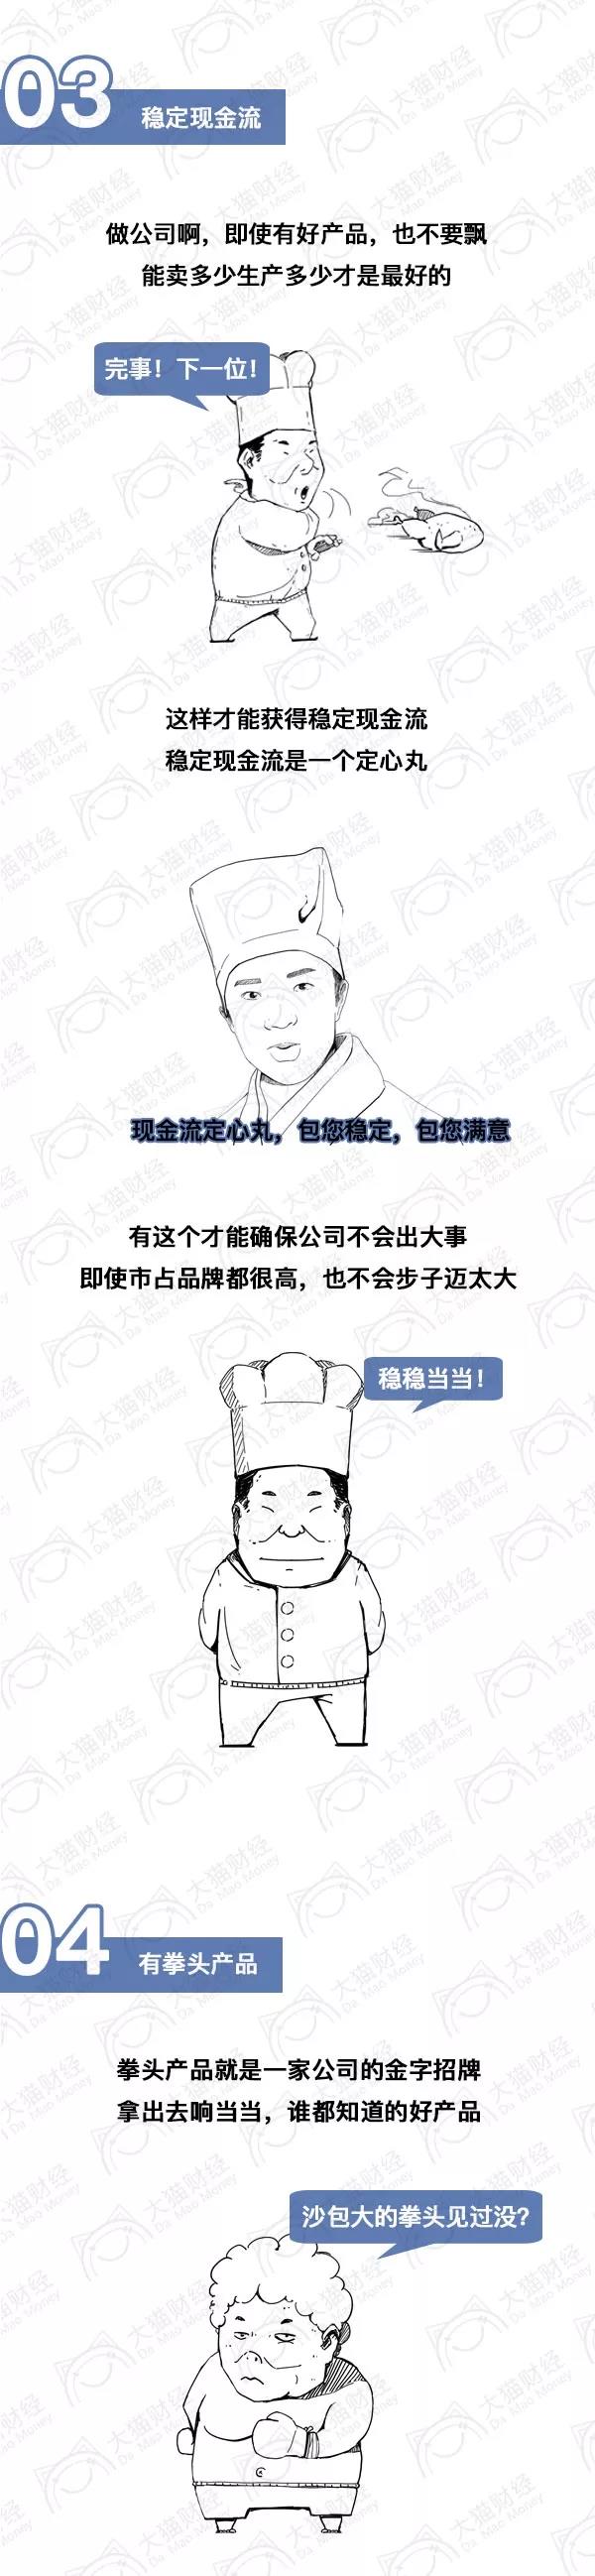 03
稳定现金流
做公司啊，即使有好产品，也不要飘
能卖多少生产多少才是最好的
完事！下一位！
这样才能获得稳定现金流
稳定现金流是一个定心丸
现金流定心丸，包您稳定，包您满意
有这个才能确保公司不会出大事
即使市占品牌都很高，也不会步子迈太大
稳稳当当！
04
有拳头产品
拳头产品就是一家公司的金字招牌
拿出去响当当，谁都知道的好产品
沙包大的拳头见过没？
大猫财经
Da Mao Money